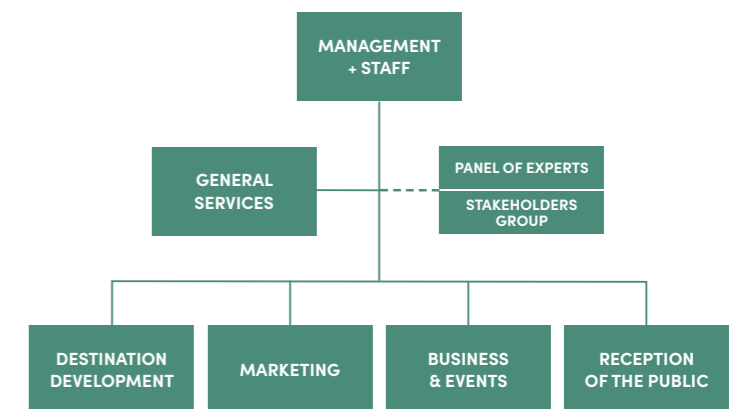 MANAGEMENT
+ STAFF
GENERAL
SERVICES
PANEL OF EXPERTS
STAKEHOLDERS
GROUP
DESTINATION
DEVELOPMENT
MARKETING
BUSINESS
& EVENTS
RECEPTION
OF THE PUBLIC